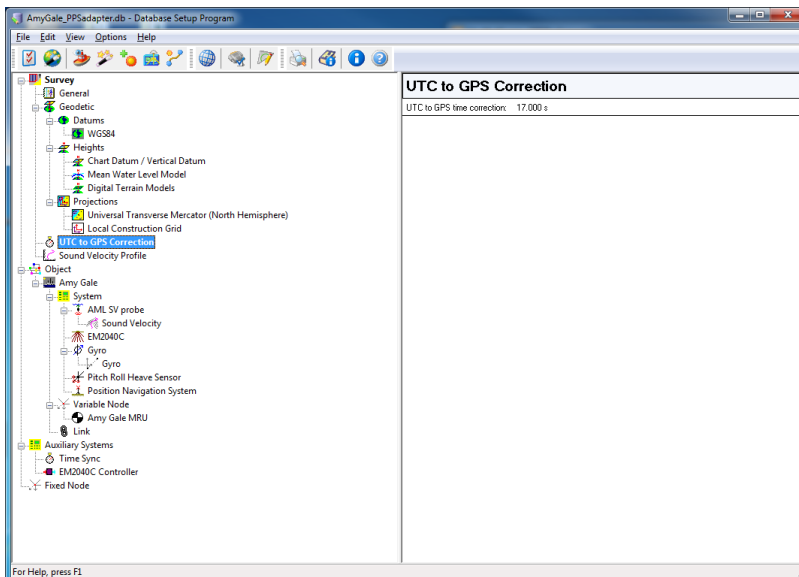 AmyGale_PPSadapter.db - Database Setup Program
File Edit View Options Help
Survey
General
Geodetic
Datums
WGS84
Heights
Chart Datum / Vertical Datum
Mean Water Level Model
Digital Terrain Models
Projections
Universal Transverse Mercator (North Hemisphere)
Local Construction Grid
UTC to GPS Correction
Sound Velocity Profile
Object
Amy Gale
System
AML SV probe
Sound Velocity
EM2040C
Gyro
Gyro
Pitch Roll Heave Sensor
Position Navigation System
Variable Node
Amy Gale MRU
Link
Auxiliary Systems
Time Sync
EM2040C Controller
Fixed Node
UTC to GPS Correction
UTC to GPS time correction: 17.000 s
For Help, press F1